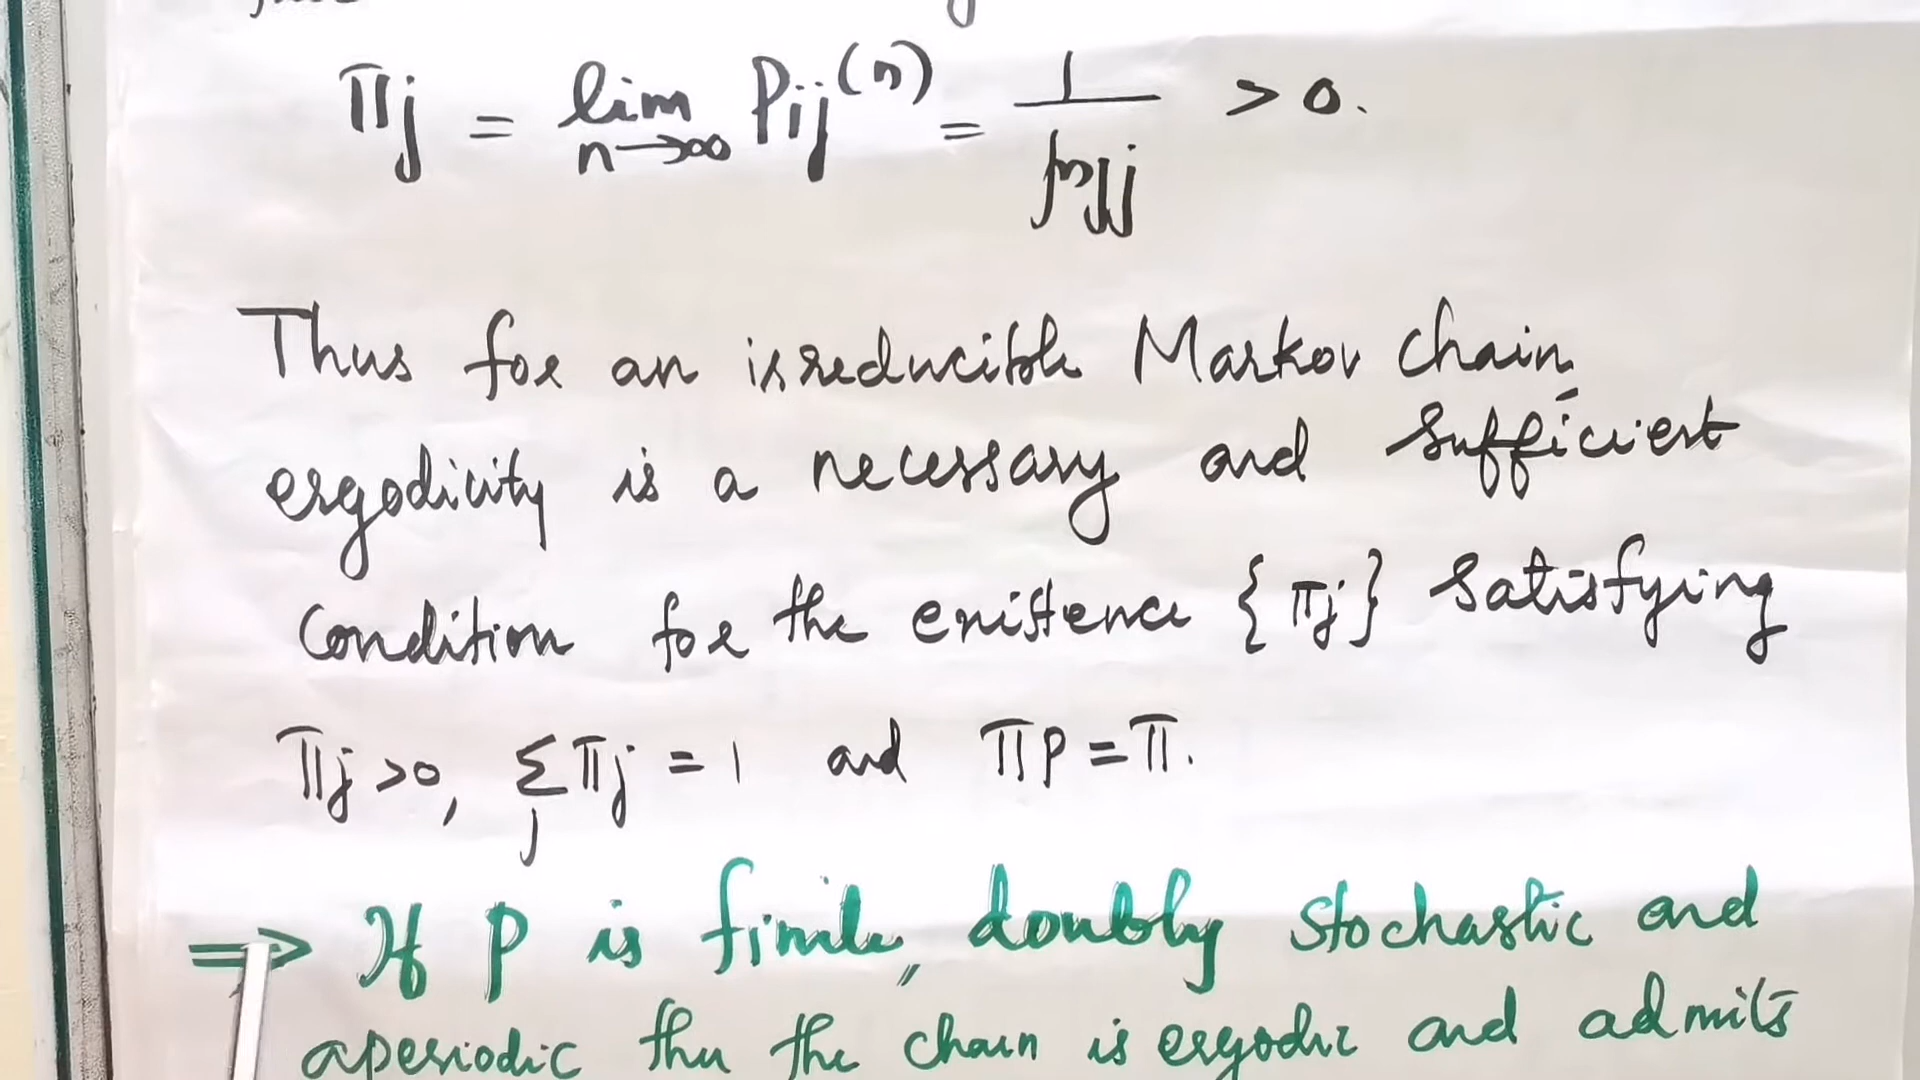 πj = lim n→∞ Pij(n) = 1/μjj > 0.
Thus for an irreducible Markov chain,
ergodicity is a necessary and sufficient
condition for the existence {πj} satisfying
πj>0, Σj πj = 1 and πP = π.
⇒ If P is finite, doubly stochastic and
aperiodic then the chain is ergodic and admits